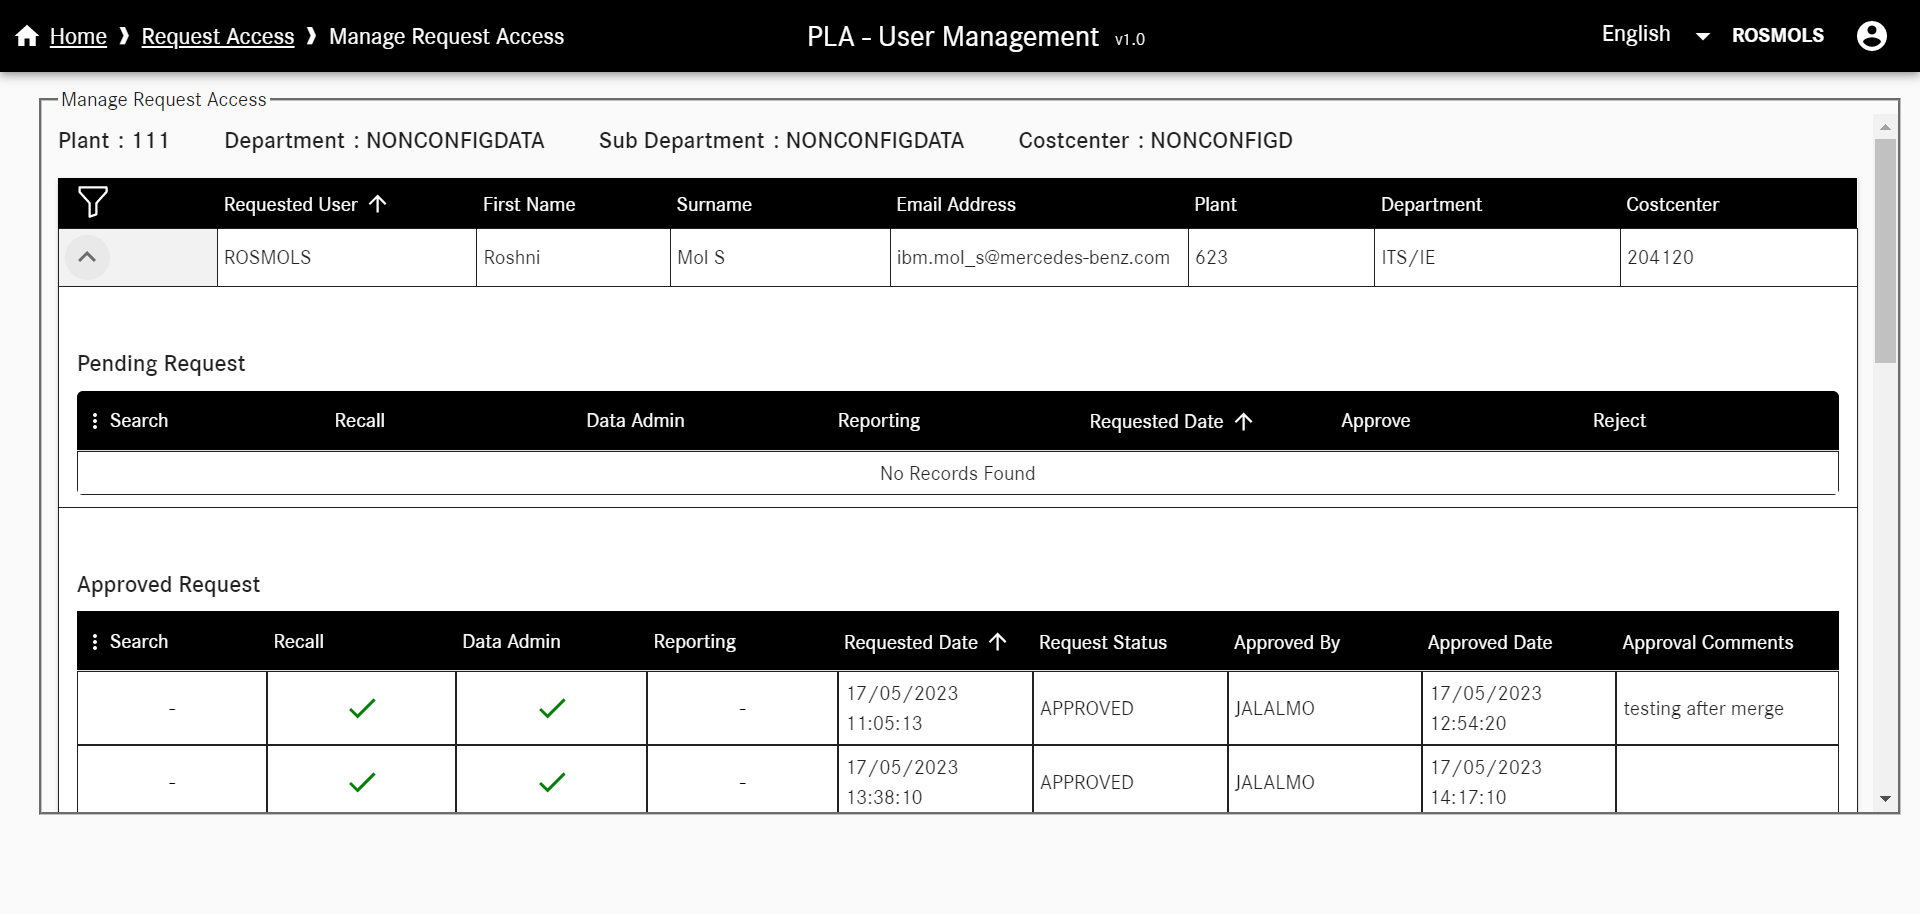 Home ❱ Request Access ❱ Manage Request Access
PLA - User Management v1.0
English
ROSMOLS
Manage Request Access
Plant : 111 Department : NONCONFIGDATA Sub Department : NONCONFIGDATA Costcenter : NONCONFIGD
Requested User First Name Surname Email Address Plant Department Costcenter
ROSMOLS Roshni Mol S ibm.mol_s@mercedes-benz.com 623 ITS/IE 204120
Pending Request
Search Recall Data Admin Reporting Requested Date Approve Reject
No Records Found
Approved Request
Search Recall Data Admin Reporting Requested Date Request Status Approved By Approved Date Approval Comments
- ✓ ✓ - 17/05/2023 11:05:13 APPROVED JALALMO 17/05/2023 12:54:20 testing after merge
- ✓ ✓ - 17/05/2023 13:38:10 APPROVED JALALMO 17/05/2023 14:17:10